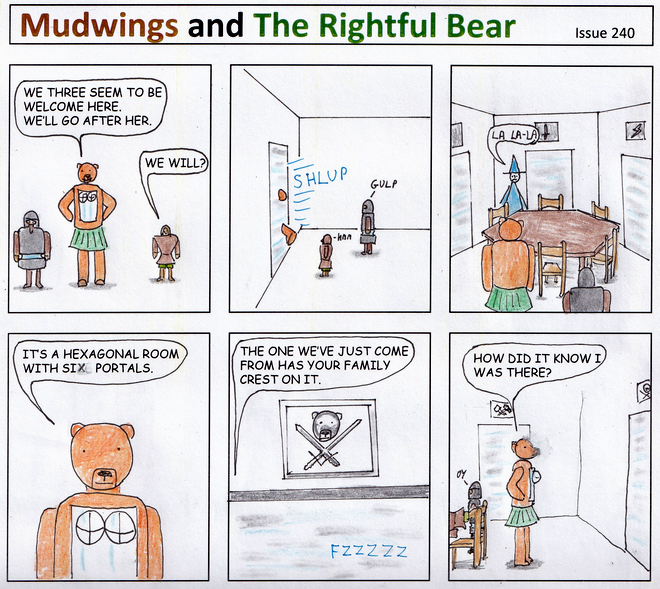 Mudwings and The Rightful Bear
Issue 240
WE THREE SEEM TO BE
WELCOME HERE.
WE'LL GO AFTER HER.
WE WILL?
SHLUP
GULP
HAA
LA LA-LA
IT'S A HEXAGONAL ROOM
WITH SIX PORTALS.
THE ONE WE'VE JUST COME
FROM HAS YOUR FAMILY
CREST ON IT.
FZZZZZ
HOW DID IT KNOW I
WAS THERE?
OY